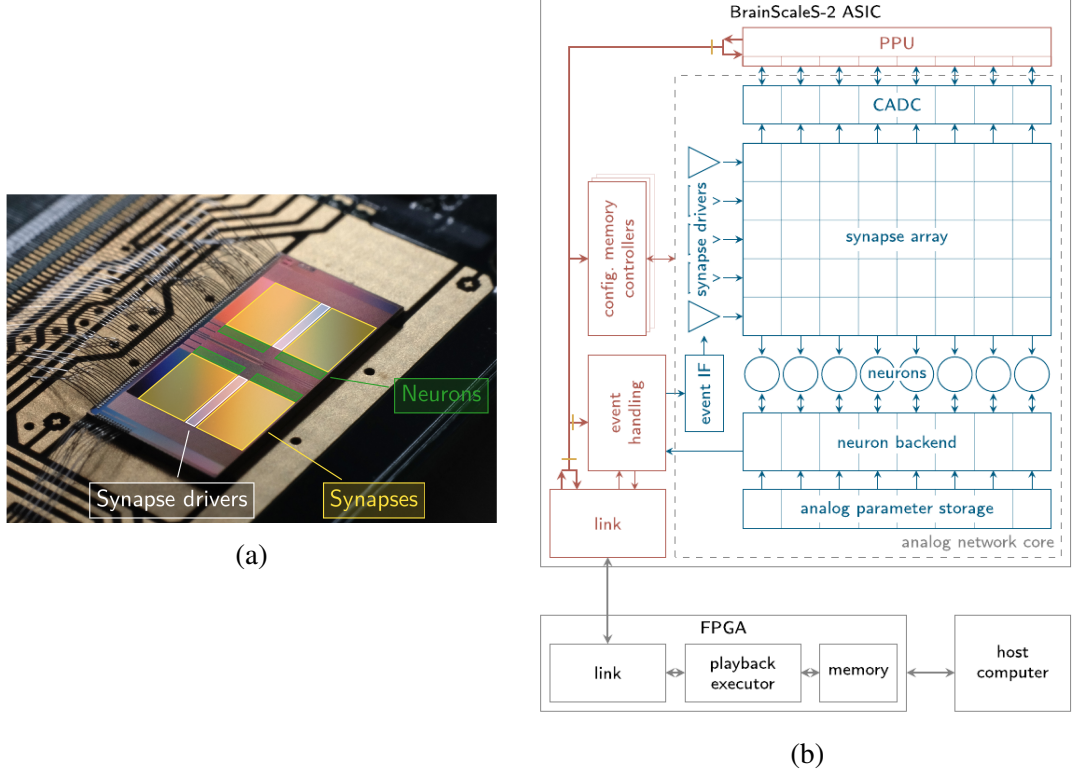 Neurons
Synapse drivers
Synapses
(a)
BrainScaleS-2 ASIC
PPU
CADC
synapse drivers
synapse array
config. memory
controllers
neurons
event IF
event
handling
neuron backend
analog parameter storage
link
analog network core
FPGA
link
playback
executor
memory
host
computer
(b)